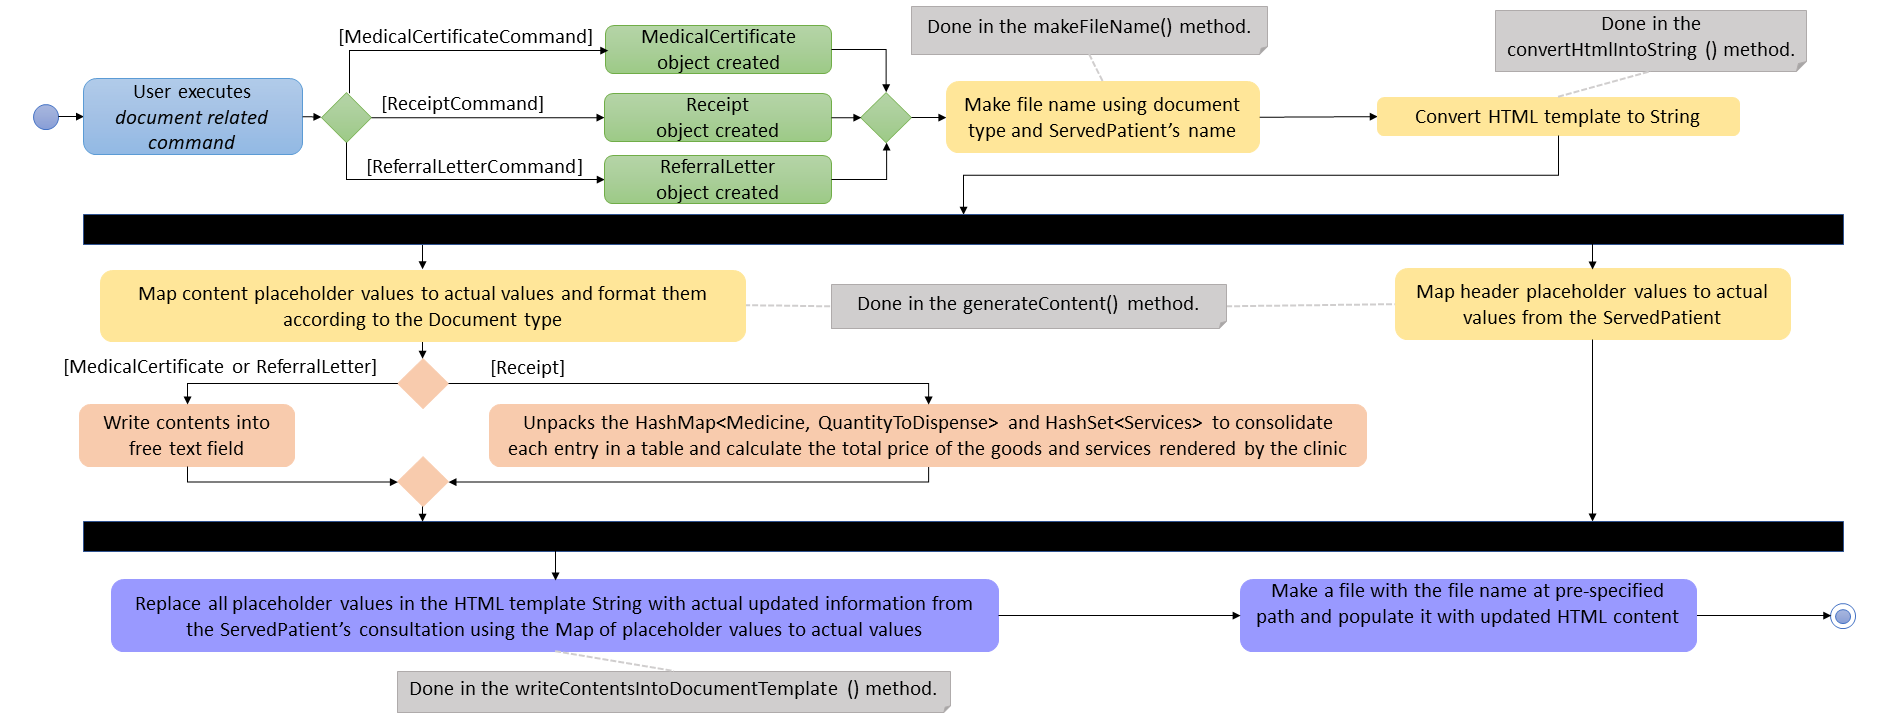 Done in the makeFileName() method.
Done in the
convertHtmlIntoString () method.
[MedicalCertificateCommand]
MedicalCertificate
object created
User executes
document related
command
[ReceiptCommand]
Receipt
object created
Make file name using document
type and ServedPatient’s name
Convert HTML template to String
[ReferralLetterCommand]
ReferralLetter
object created
Map content placeholder values to actual values and format them
according to the Document type
Done in the generateContent() method.
Map header placeholder values to actual
values from the ServedPatient
[MedicalCertificate or ReferralLetter]
[Receipt]
Write contents into
free text field
Unpacks the HashMap<Medicine, QuantityToDispense> and HashSet<Services> to consolidate
each entry in a table and calculate the total price of the goods and services rendered by the clinic
Replace all placeholder values in the HTML template String with actual updated information from
the ServedPatient’s consultation using the Map of placeholder values to actual values
Make a file with the file name at pre-specified
path and populate it with updated HTML content
Done in the writeContentsIntoDocumentTemplate () method.